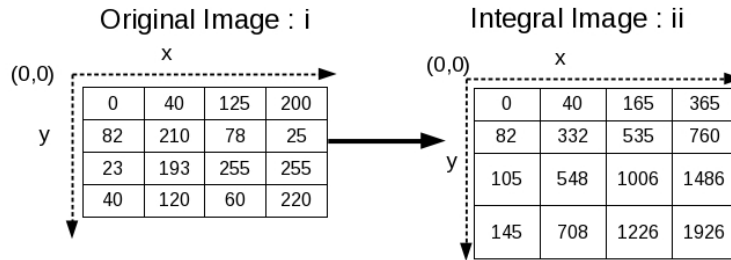 Original Image : i
x
(0,0)
y
0 40 125 200
82 210 78 25
23 193 255 255
40 120 60 220
Integral Image : ii
x
(0,0)
y
0 40 165 365
82 332 535 760
105 548 1006 1486
145 708 1226 1926